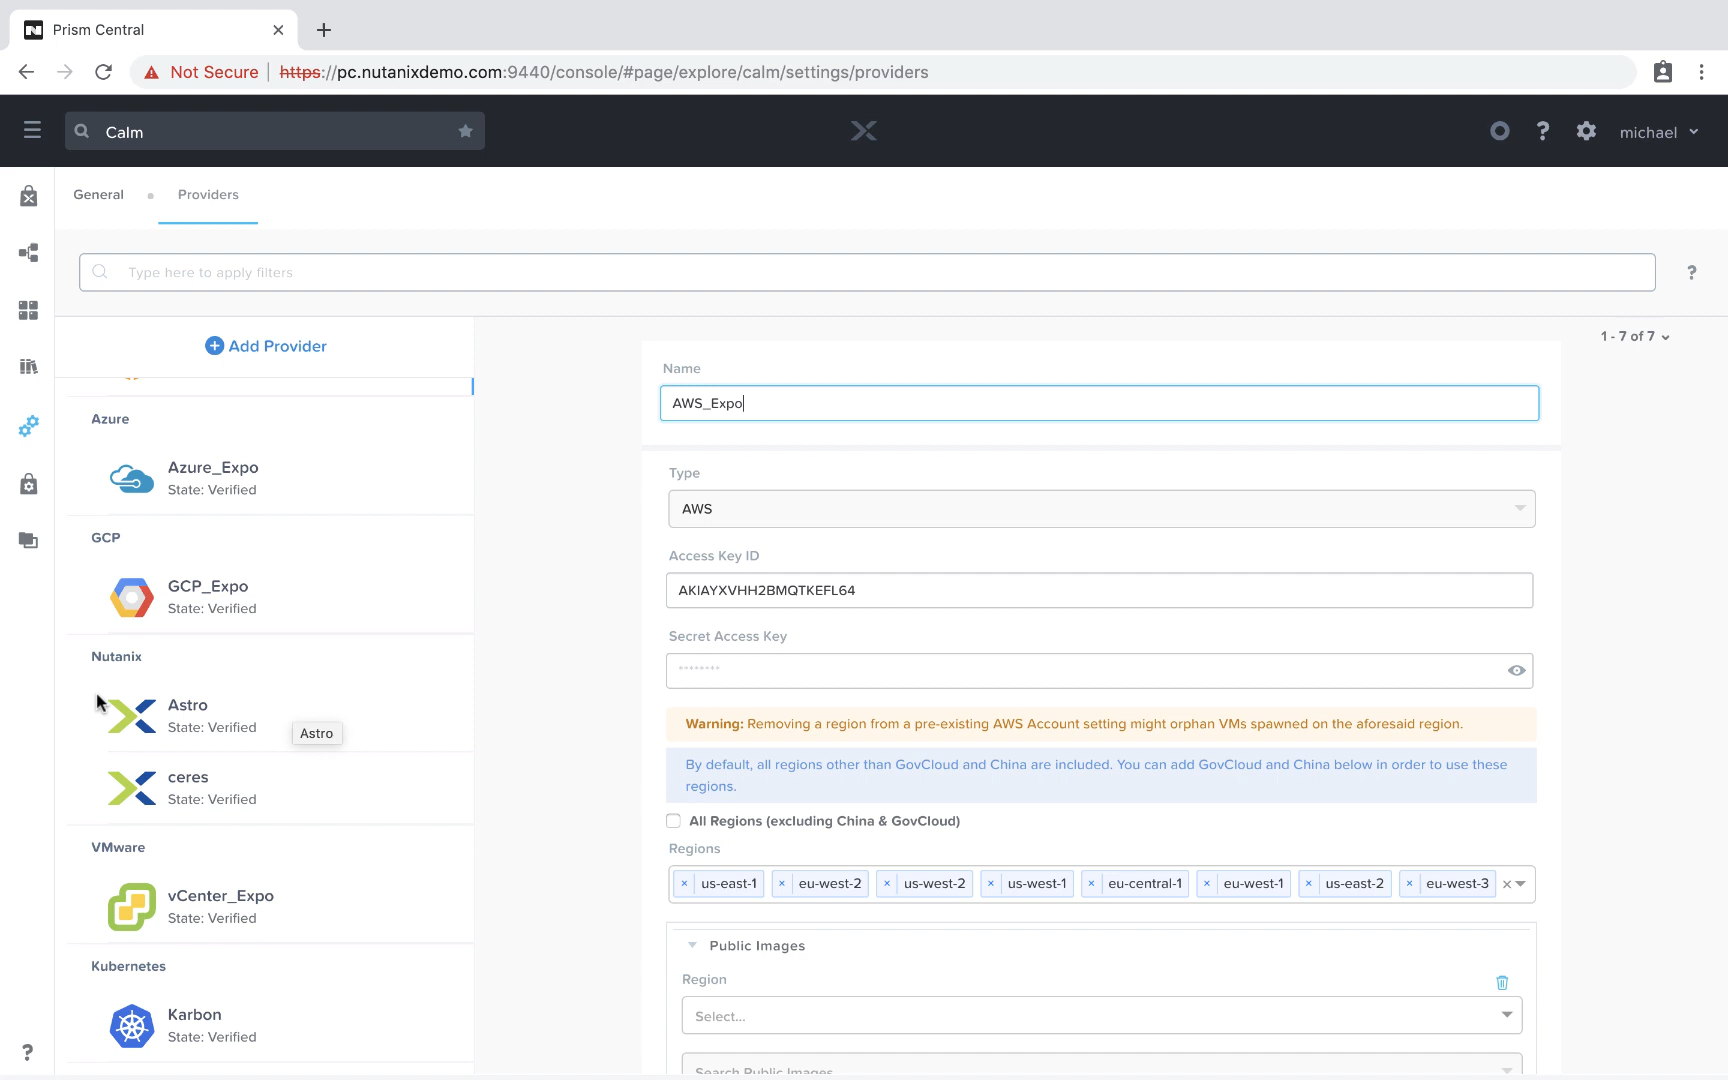 Prism Central
Not Secure
https://pc.nutanixdemo.com:9440/console/#page/explore/calm/settings/providers
Calm
?
michael
General
Providers
Type here to apply filters
?
Add Provider
1 - 7 of 7
Azure
Azure_Expo
State: Verified
GCP
GCP_Expo
State: Verified
Nutanix
Astro
State: Verified
Astro
ceres
State: Verified
VMware
vCenter_Expo
State: Verified
Kubernetes
Karbon
State: Verified
?
Name
AWS_Expo
Type
AWS
Access Key ID
AKIAYXVHH2BMQTKEFL64
Secret Access Key
********
Warning: Removing a region from a pre-existing AWS Account setting might orphan VMs spawned on the aforesaid region.
By default, all regions other than GovCloud and China are included. You can add GovCloud and China below in order to use these
regions.
All Regions (excluding China & GovCloud)
Regions
× us-east-1 × eu-west-2 × us-west-2 × us-west-1 × eu-central-1 × eu-west-1 × us-east-2 × eu-west-3 ×
Public Images
Region
Select...
Search Public Images